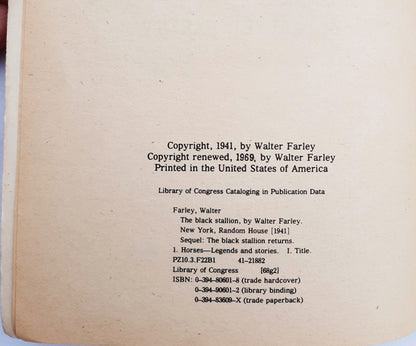 Copyright, 1941, by Walter Farley
Copyright renewed, 1969, by Walter Farley
Printed in the United States of America
Library of Congress Cataloging in Publication Data
Farley, Walter
The black stallion, by Walter Farley.
New York, Random House [1941]
Sequel: The black stallion returns.
1. Horses—Legends and stories. I. Title.
PZ10.3.F22B1 41-21882
Library of Congress [68g2]
ISBN: 0-394-80601-8 (trade hardcover)
0-394-90601-2 (library binding)
0-394-83609-X (trade paperback)